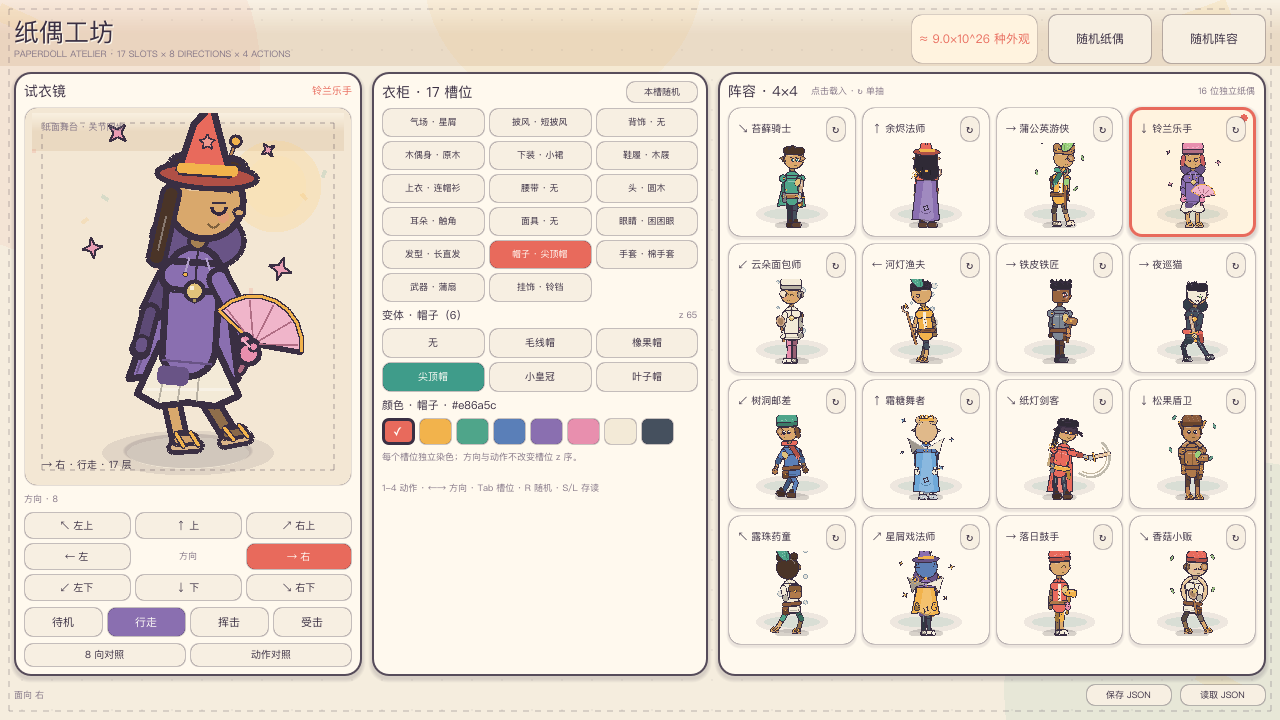 纸偶工坊
PAPERDOLL ATELIER · 17 SLOTS × 8 DIRECTIONS × 4 ACTIONS
≈ 9.0×10^26 种外观
随机纸偶
随机阵容
试衣镜
铃兰乐手
纸面舞台 · 关节
→ 右 · 行走 · 17 层
方向 · 8
↖ 左上
↑ 上
↗ 右上
← 左
方向
→ 右
↙ 左下
↓ 下
↘ 右下
待机
行走
挥击
受击
8 向对照
动作对照
面向 右
衣柜 · 17 槽位
本槽随机
气场 · 星屑
披风 · 短披风
背饰 · 无
木偶身 · 原木
下装 · 小裙
鞋履 · 木屐
上衣 · 连帽衫
腰带 · 无
头 · 圆木
耳朵 · 触角
面具 · 无
眼睛 · 困困眼
发型 · 长直发
帽子 · 尖顶帽
手套 · 棉手套
武器 · 蒲扇
挂饰 · 铃铛
变体 · 帽子 (6)
z 65
无
毛线帽
橡果帽
尖顶帽
小皇冠
叶子帽
颜色 · 帽子 · #e86a5c
✓
每个槽位独立染色；方向与动作不改变槽位 z 序。
1–4 动作 · ←→ 方向 · Tab 槽位 · R 随机 · S/L 存读
阵容 · 4×4
点击载入 · ↻ 单抽
16 位独立纸偶
↘ 苔藓骑士
↻
↑ 余烬法师
↻
→ 蒲公英游侠
↻
↓ 铃兰乐手
↻
↙ 云朵面包师
↻
← 河灯渔夫
↻
→ 铁皮铁匠
↻
→ 夜巡猫
↻
↙ 树洞邮差
↻
↑ 霜糖舞者
↻
↘ 纸灯剑客
↻
↓ 松果盾卫
↻
↖ 露珠药童
↻
↗ 星屑戏法师
↻
→ 落日鼓手
↻
↘ 香菇小贩
↻
保存 JSON
读取 JSON